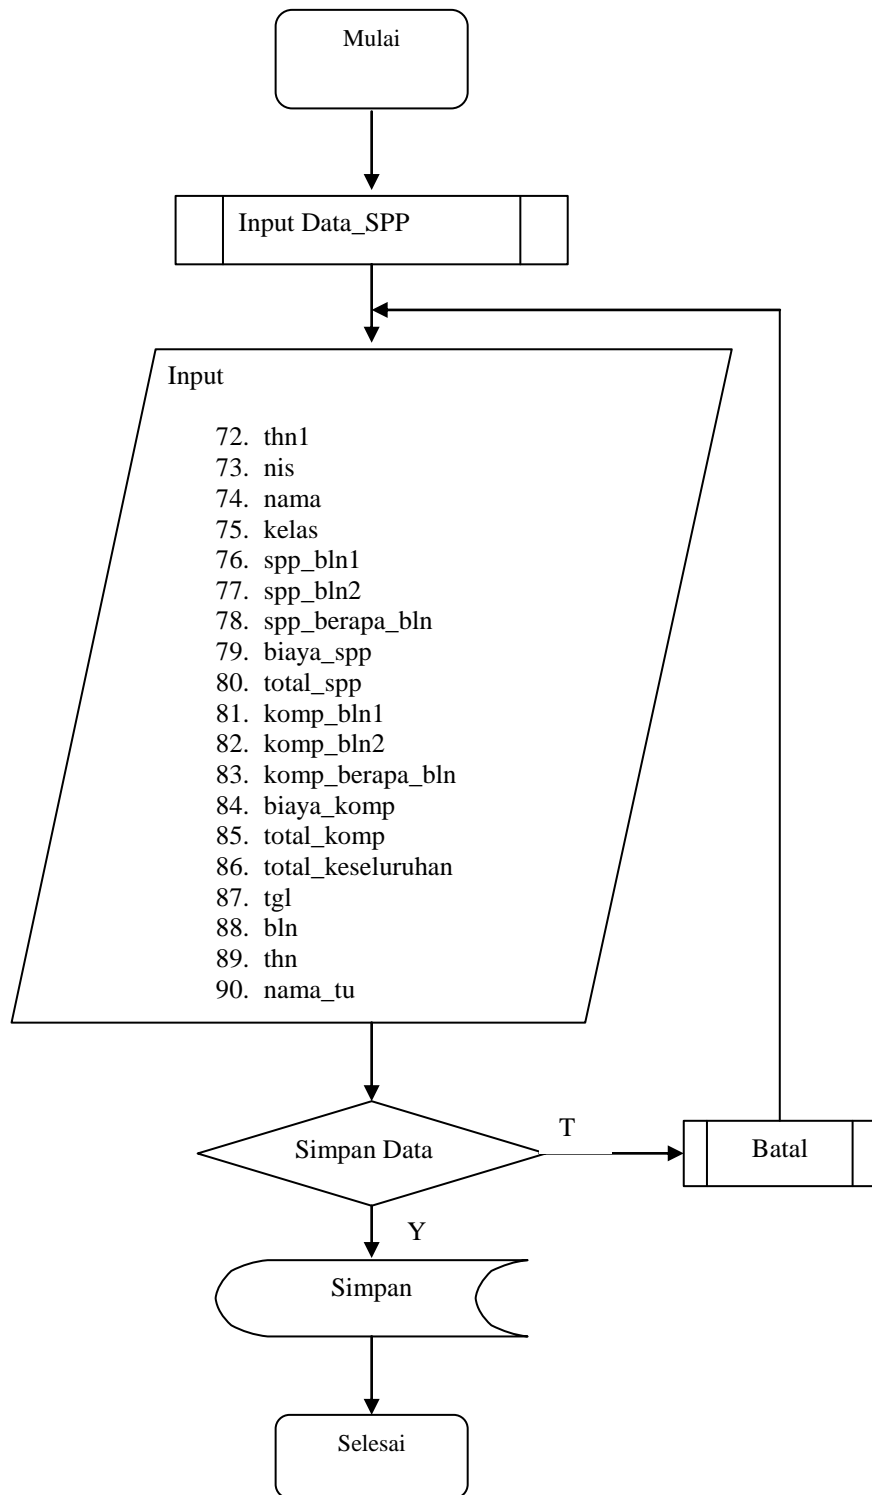 Mulai
Input Data_SPP
Input
72. thn1
73. nis
74. nama
75. kelas
76. spp_bln1
77. spp_bln2
78. spp_berapa_bln
79. biaya_spp
80. total_spp
81. komp_bln1
82. komp_bln2
83. komp_berapa_bln
84. biaya_komp
85. total_komp
86. total_keseluruhan
87. tgl
88. bln
89. thn
90. nama_tu
Simpan Data
T
Batal
Y
Simpan
Selesai